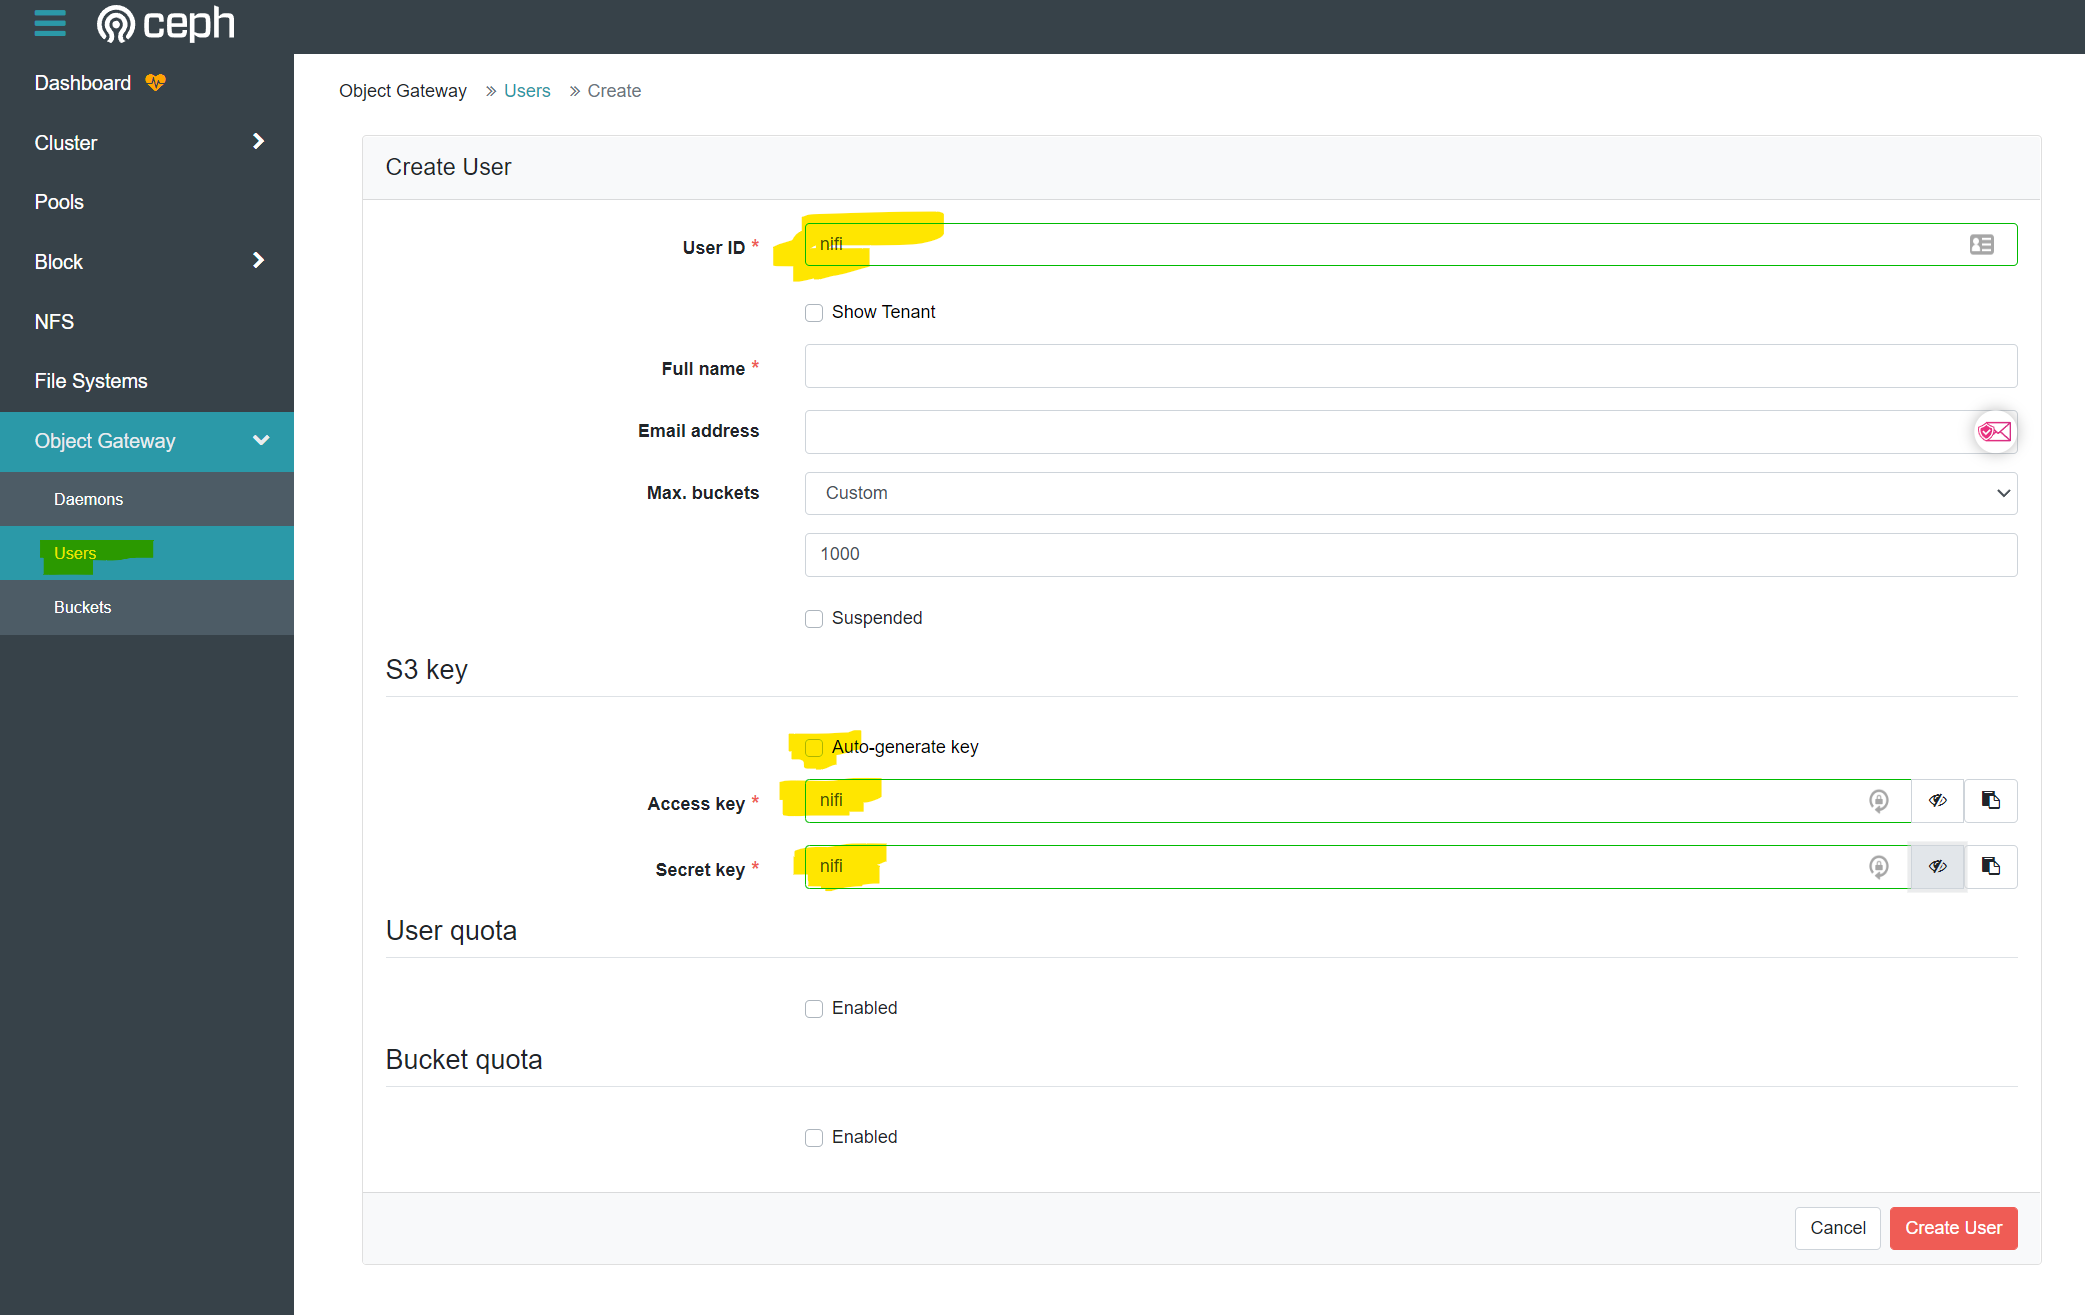 ceph
Dashboard
Cluster
Pools
Block
NFS
File Systems
Object Gateway
Daemons
Users
Buckets
Object Gateway » Users » Create
Create User
User ID * nifi
Show Tenant
Full name *
Email address
Max. buckets Custom
1000
Suspended
S3 key
Auto-generate key
Access key * nifi
Secret key * nifi
User quota
Enabled
Bucket quota
Enabled
Cancel Create User